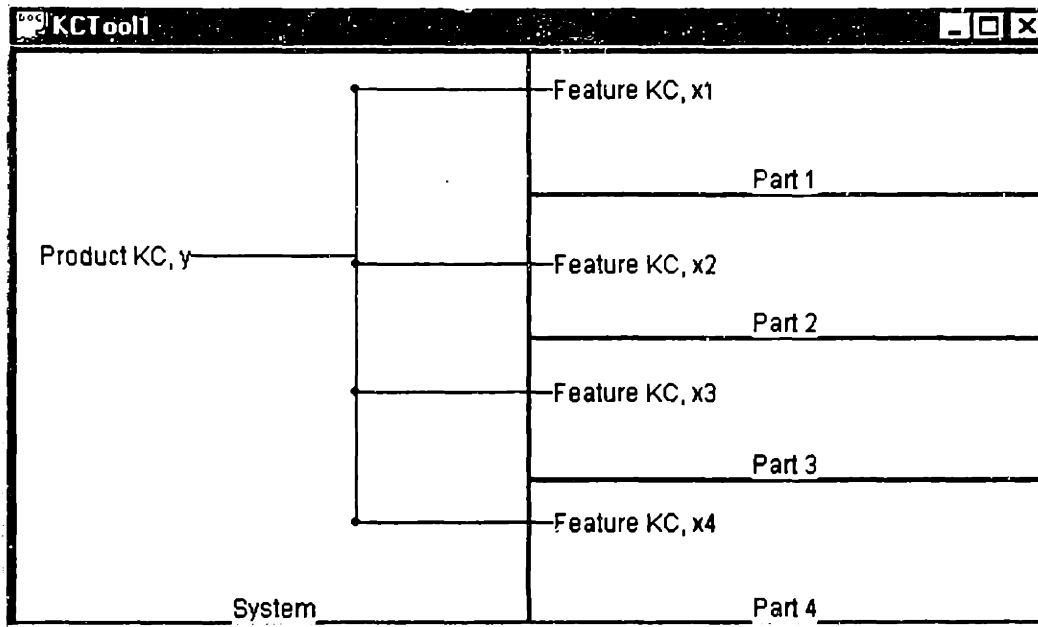 KCTool1
Feature KC, x1
Part 1
Product KC, y
Feature KC, x2
Part 2
Feature KC, x3
Part 3
Feature KC, x4
System
Part 4